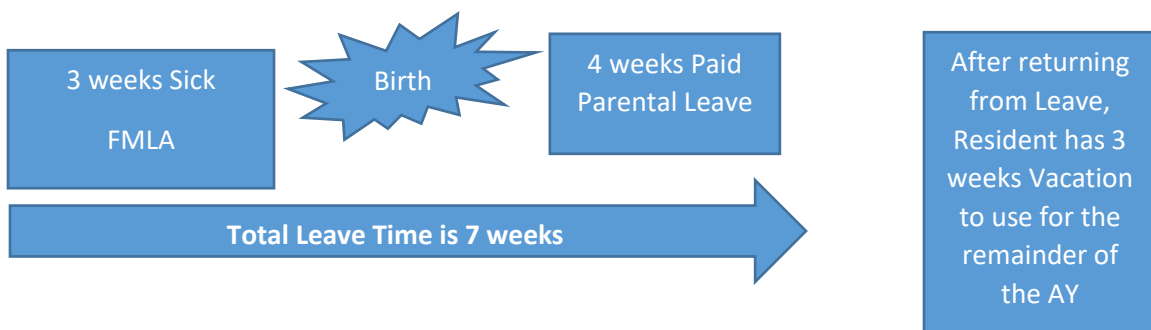 3 weeks Sick
FMLA
Birth
4 weeks Paid
Parental Leave
Total Leave Time is 7 weeks
After returning
from Leave,
Resident has 3
weeks Vacation
to use for the
remainder of
the AY